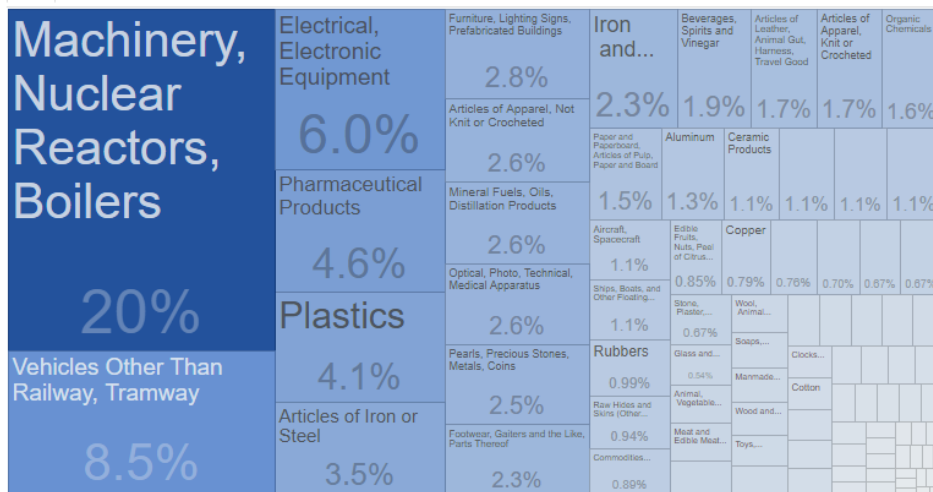 Machinery,
Nuclear
Reactors,
Boilers
20%
Vehicles Other Than
Railway, Tramway
8.5%
Electrical,
Electronic
Equipment
6.0%
Pharmaceutical
Products
4.6%
Plastics
4.1%
Articles of Iron or
Steel
3.5%
Furniture, Lighting Signs,
Prefabricated Buildings
2.8%
Articles of Apparel, Not
Knit or Crocheted
2.6%
Mineral Fuels, Oils,
Distillation Products
2.6%
Optical, Photo, Technical,
Medical Apparatus
2.6%
Pearls, Precious Stones,
Metals, Coins
2.5%
Footwear, Gaiters and the Like,
Parts Thereof
2.3%
Iron
and...
2.3%
Beverages,
Spirits and
Vinegar
1.9%
Articles of
Leather,
Animal Gut,
Harness,
Travel Good
1.7%
Articles of
Apparel,
Knit or
Crocheted
1.7%
Organic
Chemicals
1.6%
Paper and
Paperboard,
Articles of Pulp,
Paper and Board
1.5%
Aluminum
1.3%
Ceramic
Products
1.1%
1.1%
1.1%
1.1%
Aircraft,
Spacecraft
1.1%
Ships, Boats, and
Other Floating...
1.1%
Rubbers
0.99%
Raw Hides and
Skins (Other...
0.94%
Commodities...
0.89%
Edible
Fruits,
Nuts, Peel
of Citrus...
0.85%
Copper
0.79%
0.76%
0.70%
0.67%
0.67%
Stone,
Plaster,...
0.67%
Glass and...
0.54%
Animal,
Vegetable...
Meat and
Edible Meat...
Wool,
Animal...
Soaps,...
Manmade...
Wood and...
Toys,...
Clocks...
Cotton